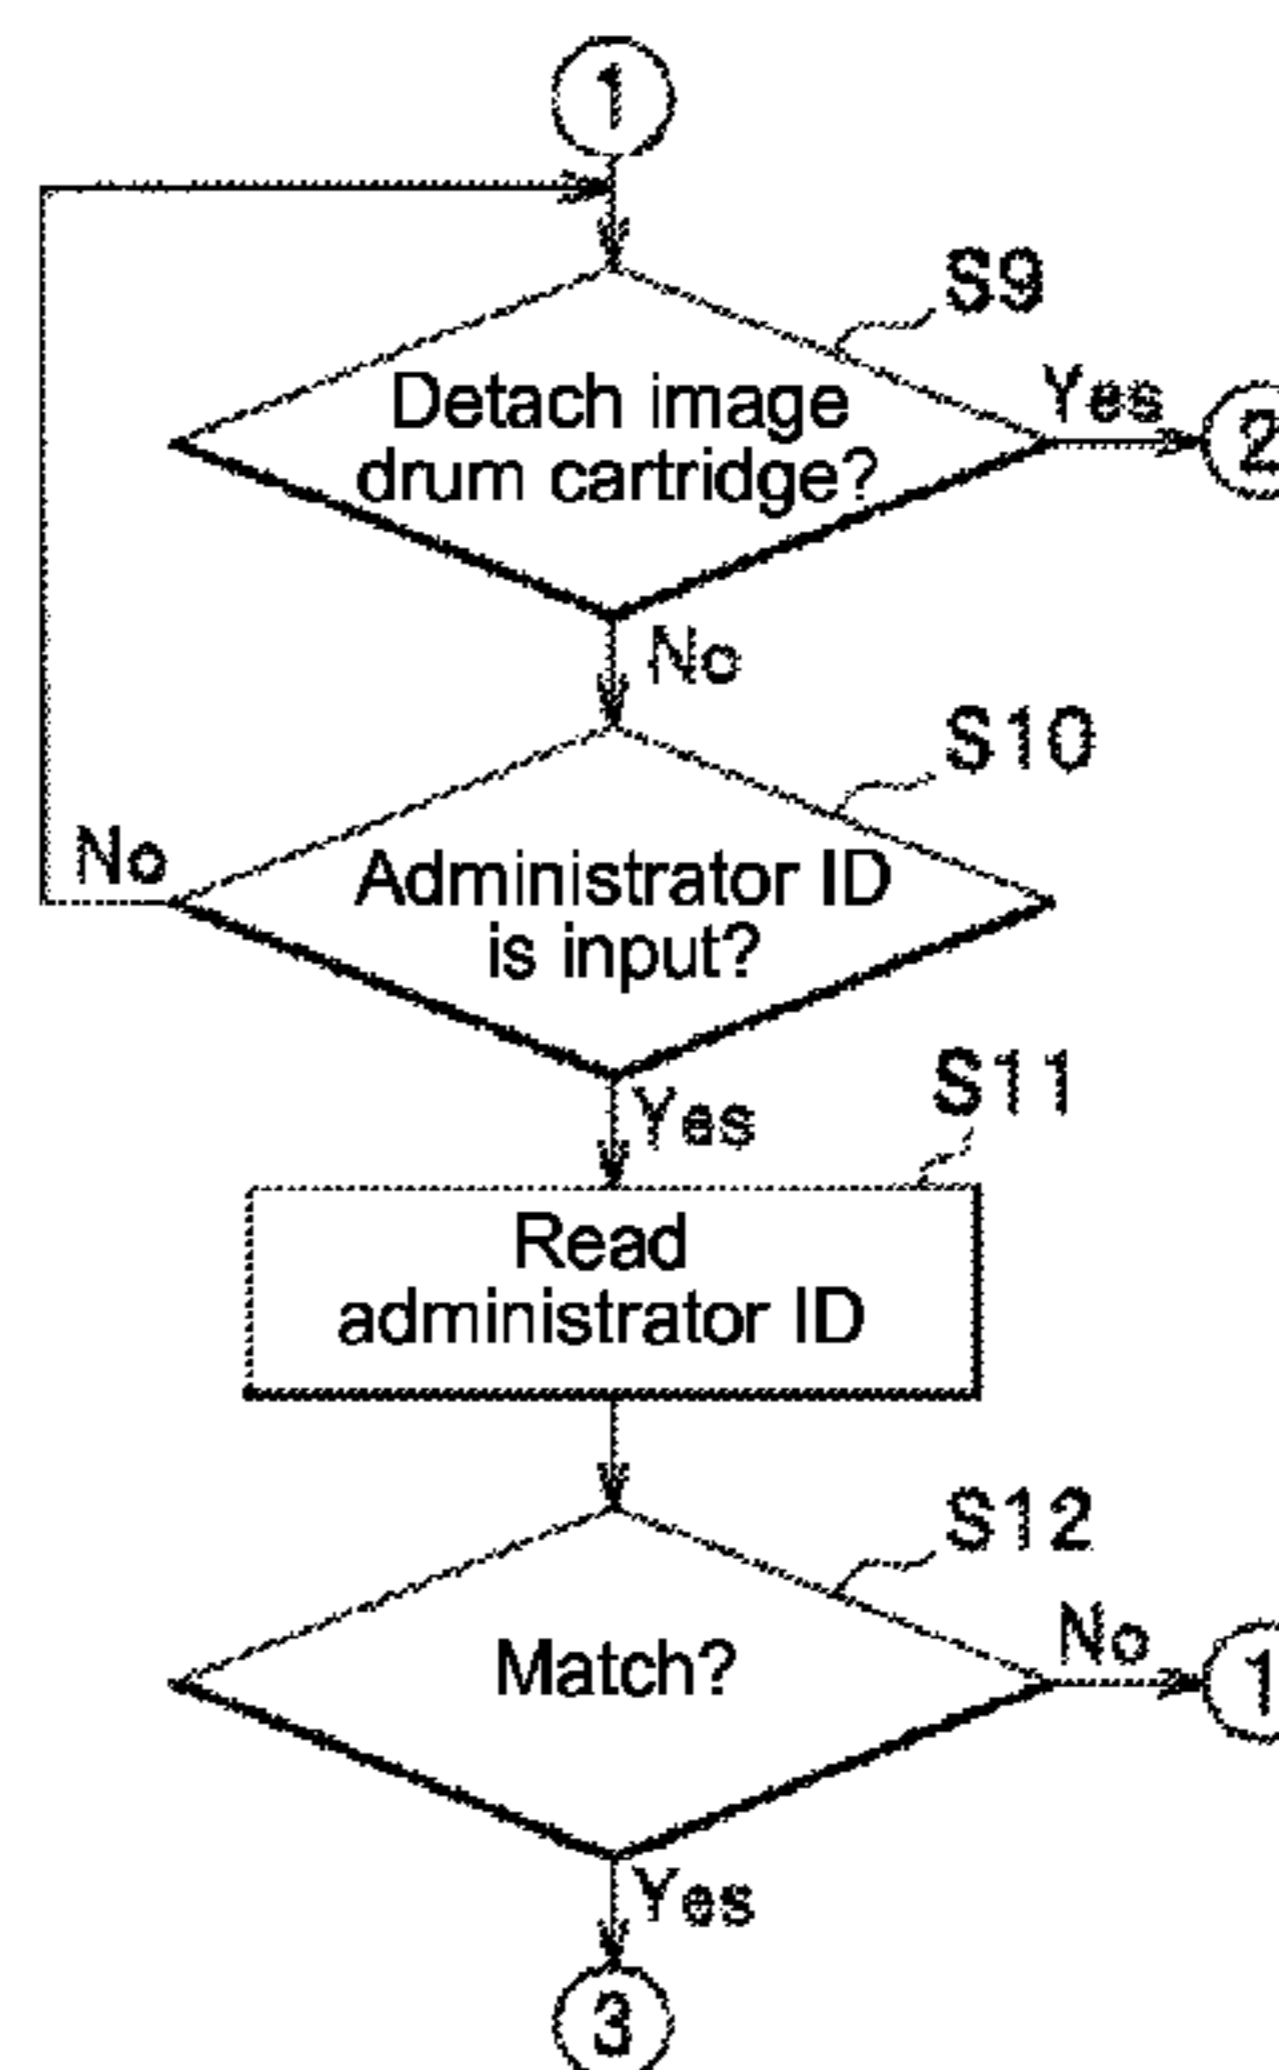 1
S9
Detach image
drum cartridge?
Yes
2
No
S10
Administrator ID
is input?
No
Yes
S11
Read
administrator ID
S12
Match?
No
1
Yes
3